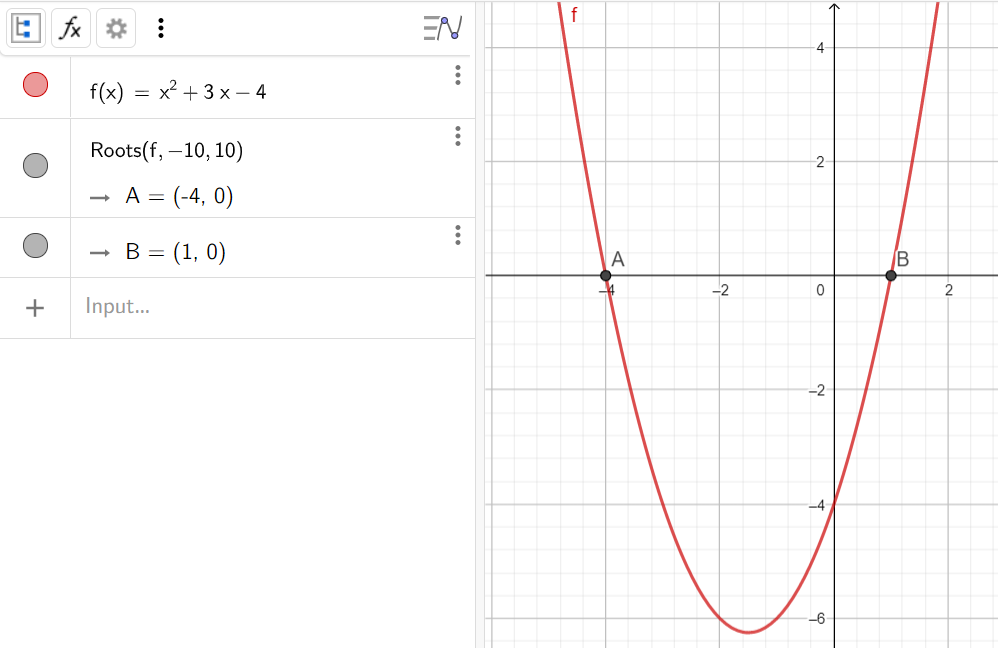 fx
f(x) = x² + 3 x – 4
Roots(f, –10, 10)
→ A = (-4, 0)
→ B = (1, 0)
+ Input...
f
4
2
A
B
–4
–2
0
2
–2
–4
–6